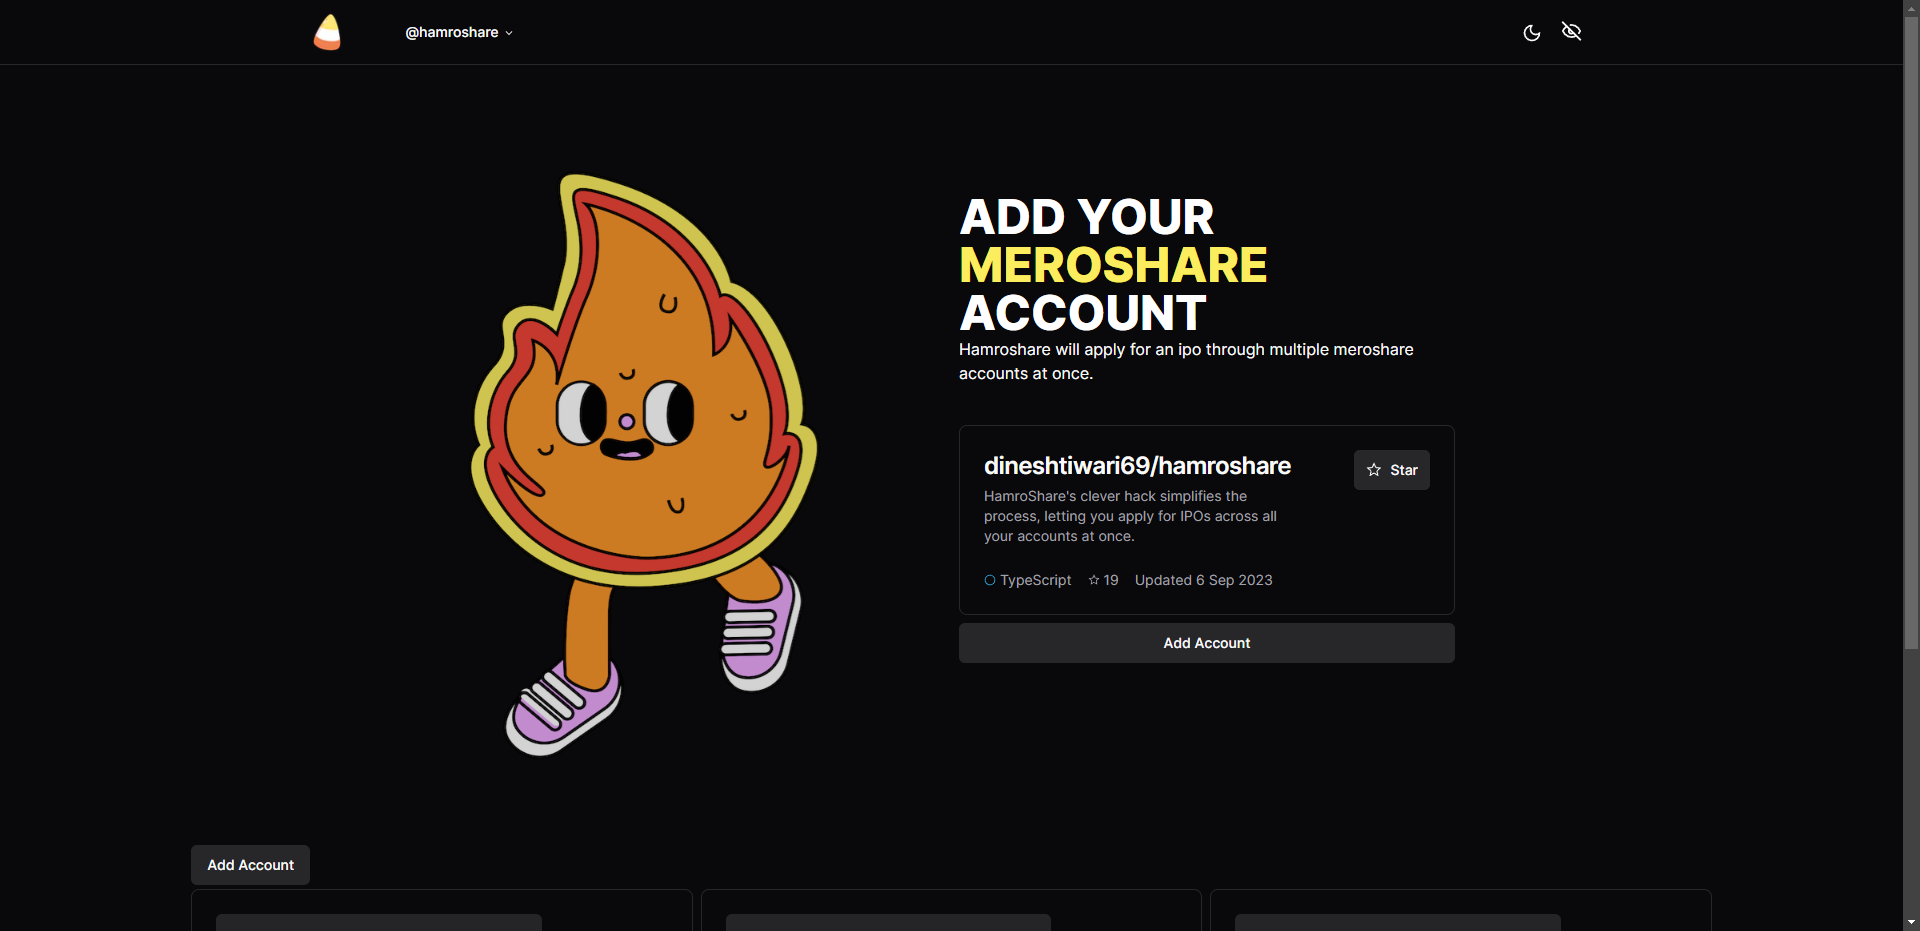 @hamroshare
ADD YOUR
MEROSHARE
ACCOUNT
Hamroshare will apply for an ipo through multiple meroshare
accounts at once.
dineshtiwari69/hamroshare
Star
HamroShare's clever hack simplifies the
process, letting you apply for IPOs across all
your accounts at once.
TypeScript 19 Updated 6 Sep 2023
Add Account
Add Account